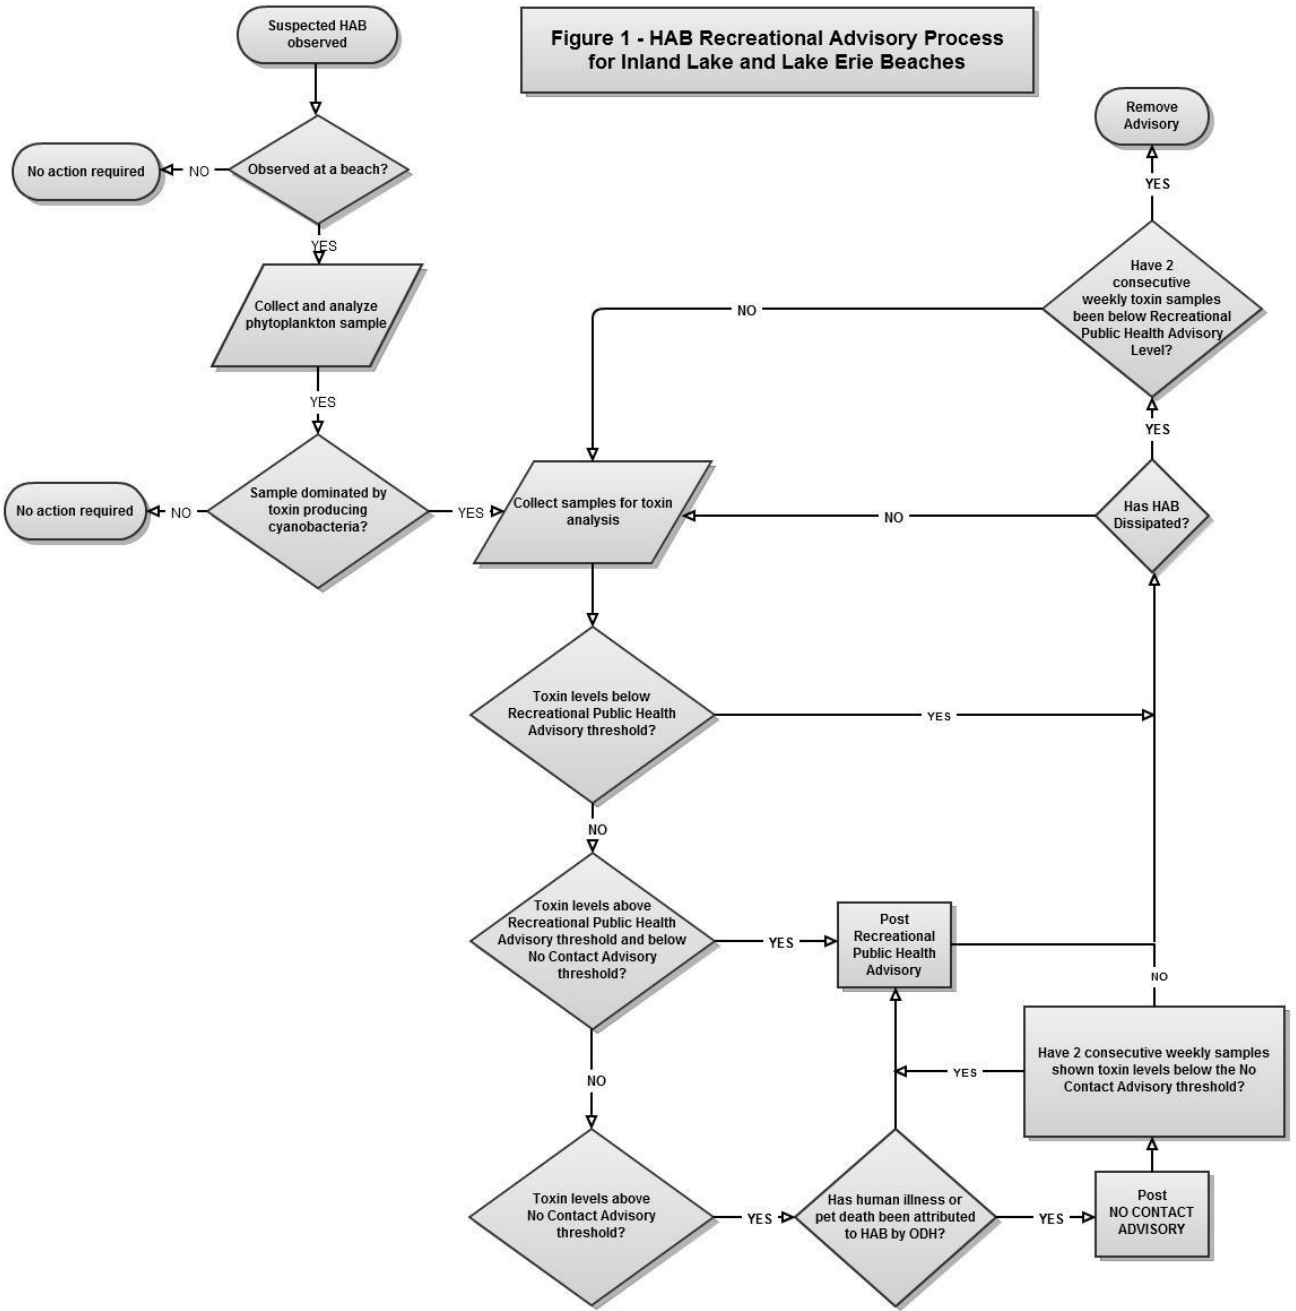 Suspected HAB
observed
Figure 1 - HAB Recreational Advisory Process
for Inland Lake and Lake Erie Beaches
Remove
Advisory
No action required
NO
Observed at a beach?
YES
YES
Collect and analyze
phytoplankton sample
Have 2
consecutive
weekly toxin samples
been below Recreational
Public Health Advisory
Level?
NO
YES
YES
No action required
NO
Sample dominated by
toxin producing
cyanobacteria?
YES
Collect samples for toxin
analysis
NO
Has HAB
Dissipated?
Toxin levels below
Recreational Public Health
Advisory threshold?
YES
NO
Toxin levels above
Recreational Public Health
Advisory threshold and below
No Contact Advisory
threshold?
YES
Post
Recreational
Public Health
Advisory
NO
NO
Have 2 consecutive weekly samples
shown toxin levels below the No
Contact Advisory threshold?
YES
Toxin levels above
No Contact Advisory
threshold?
YES
Has human illness or
pet death been attributed
to HAB by ODH?
YES
Post
NO CONTACT
ADVISORY